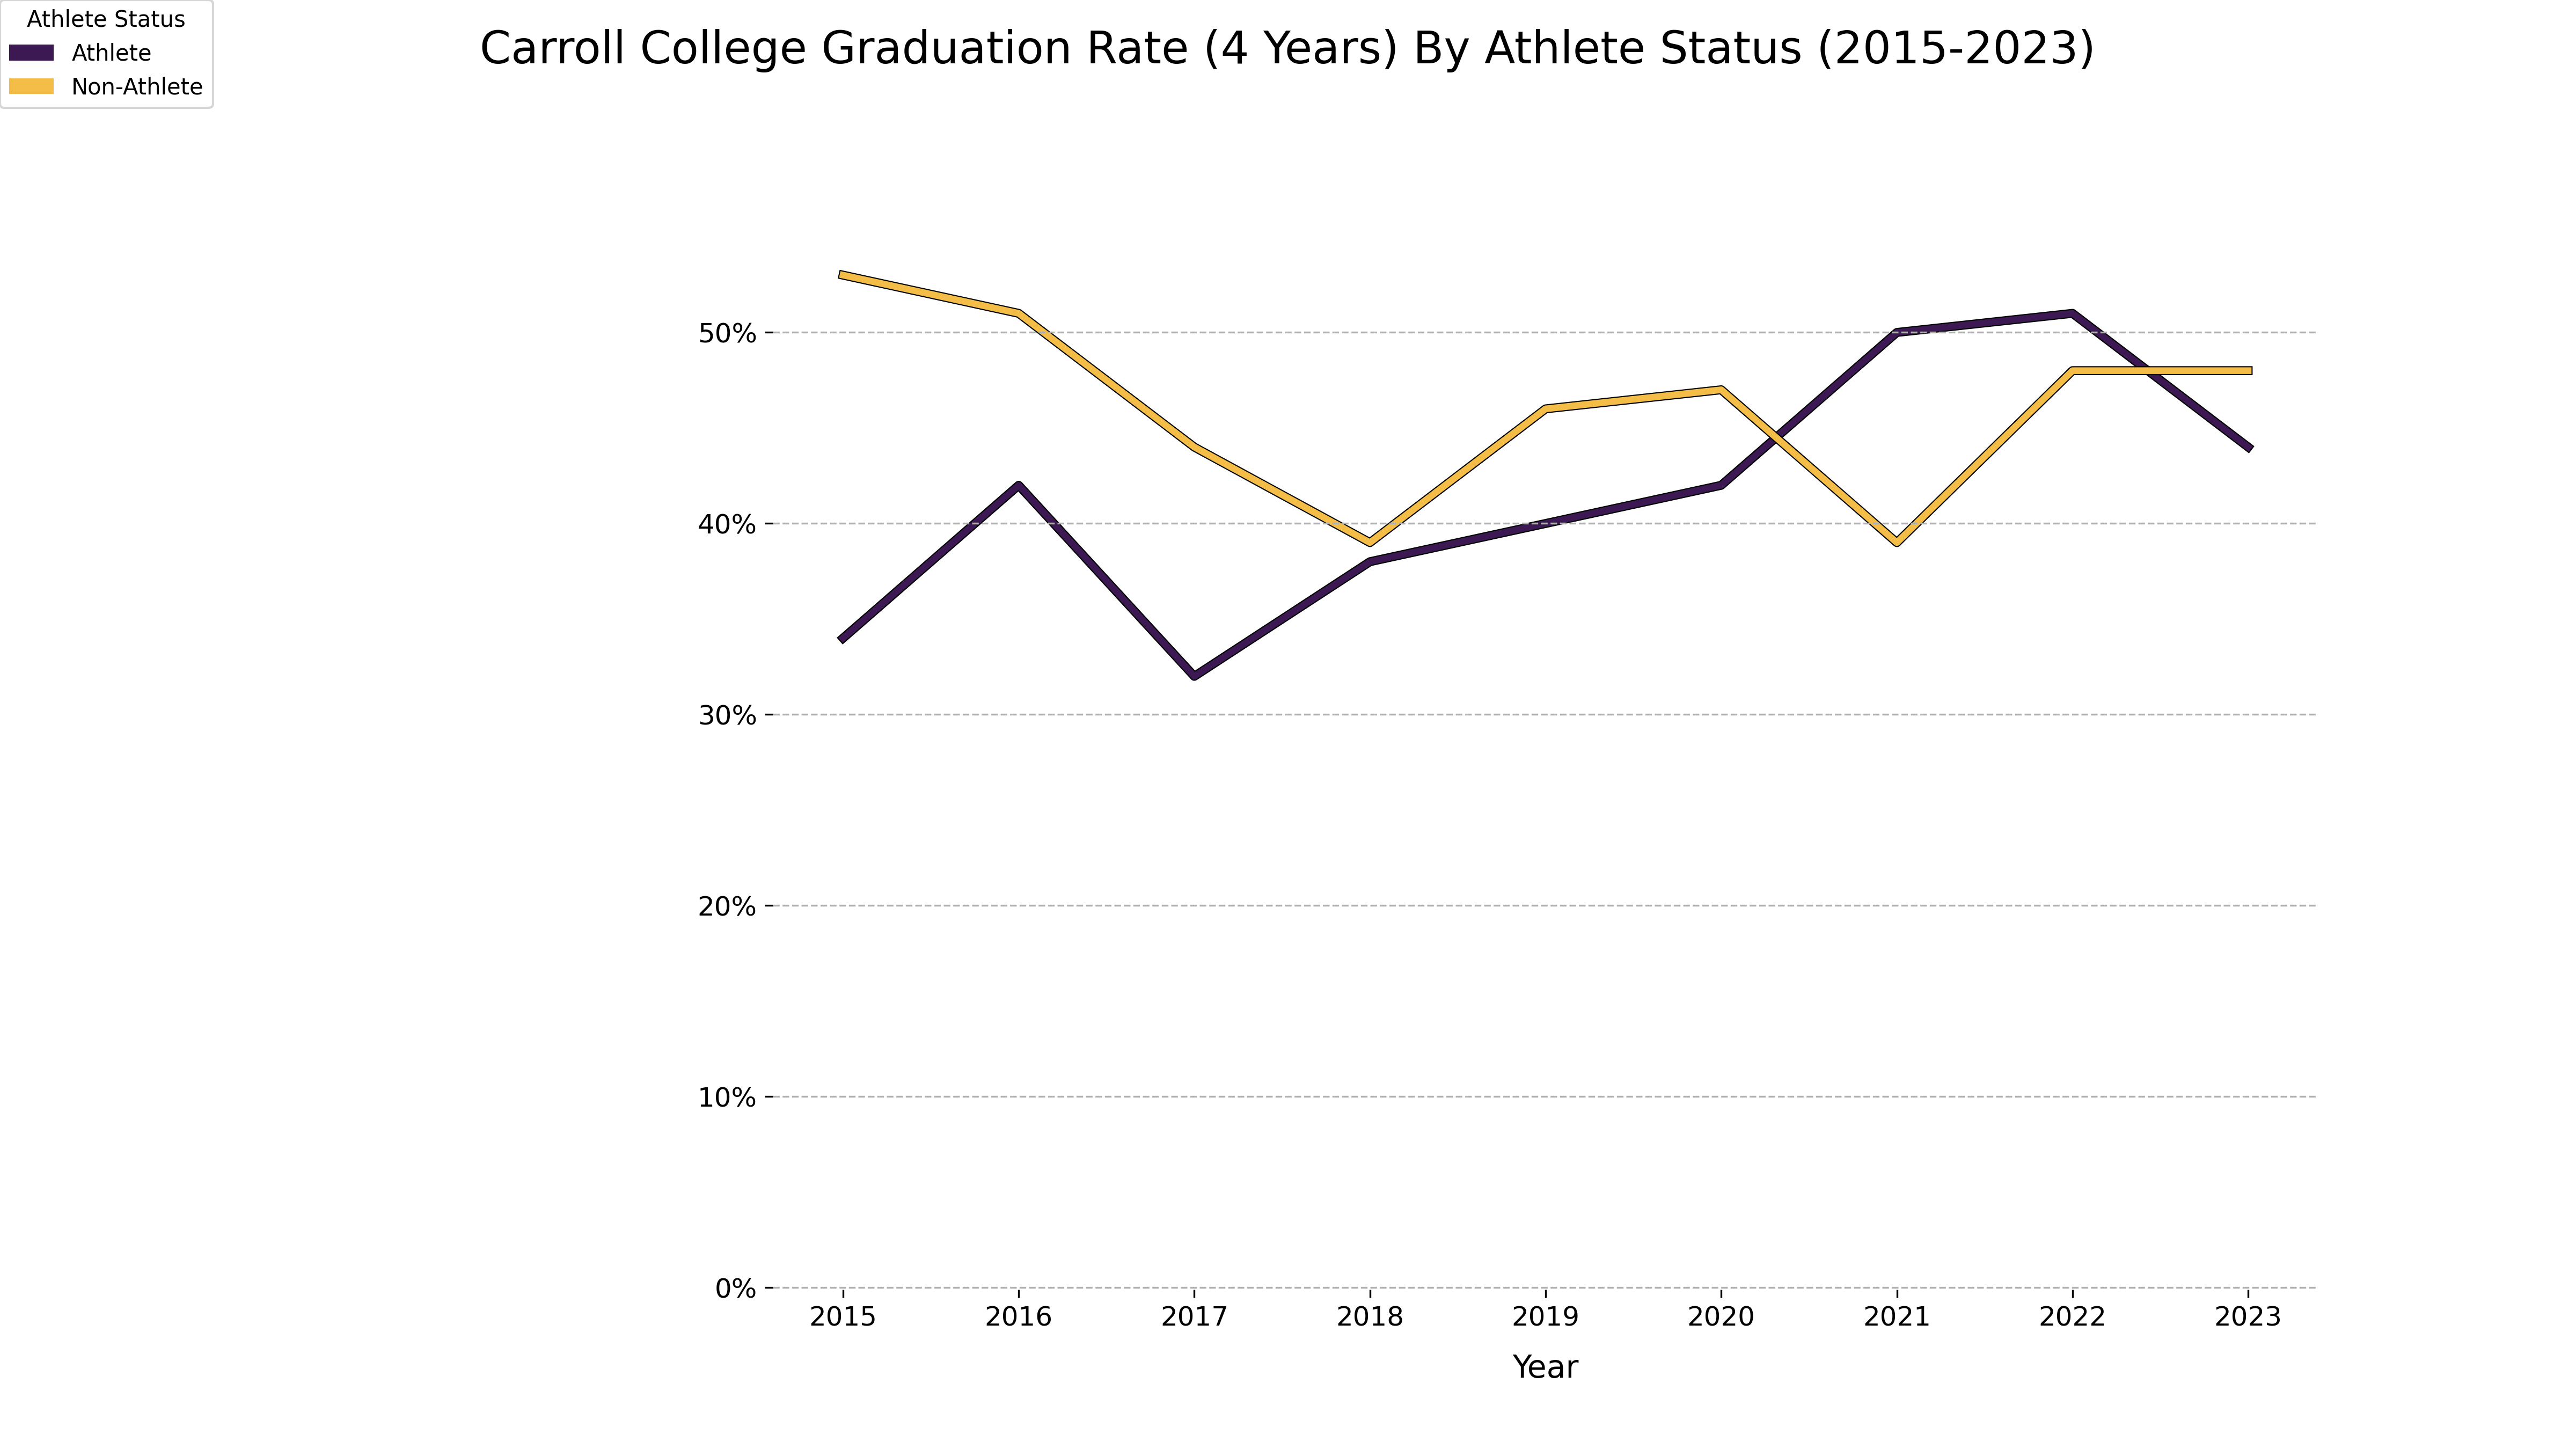 Athlete Status
Athlete
Non-Athlete
Carroll College Graduation Rate (4 Years) By Athlete Status (2015-2023)
50%
40%
30%
20%
10%
0%
2015 2016 2017 2018 2019 2020 2021 2022 2023
Year